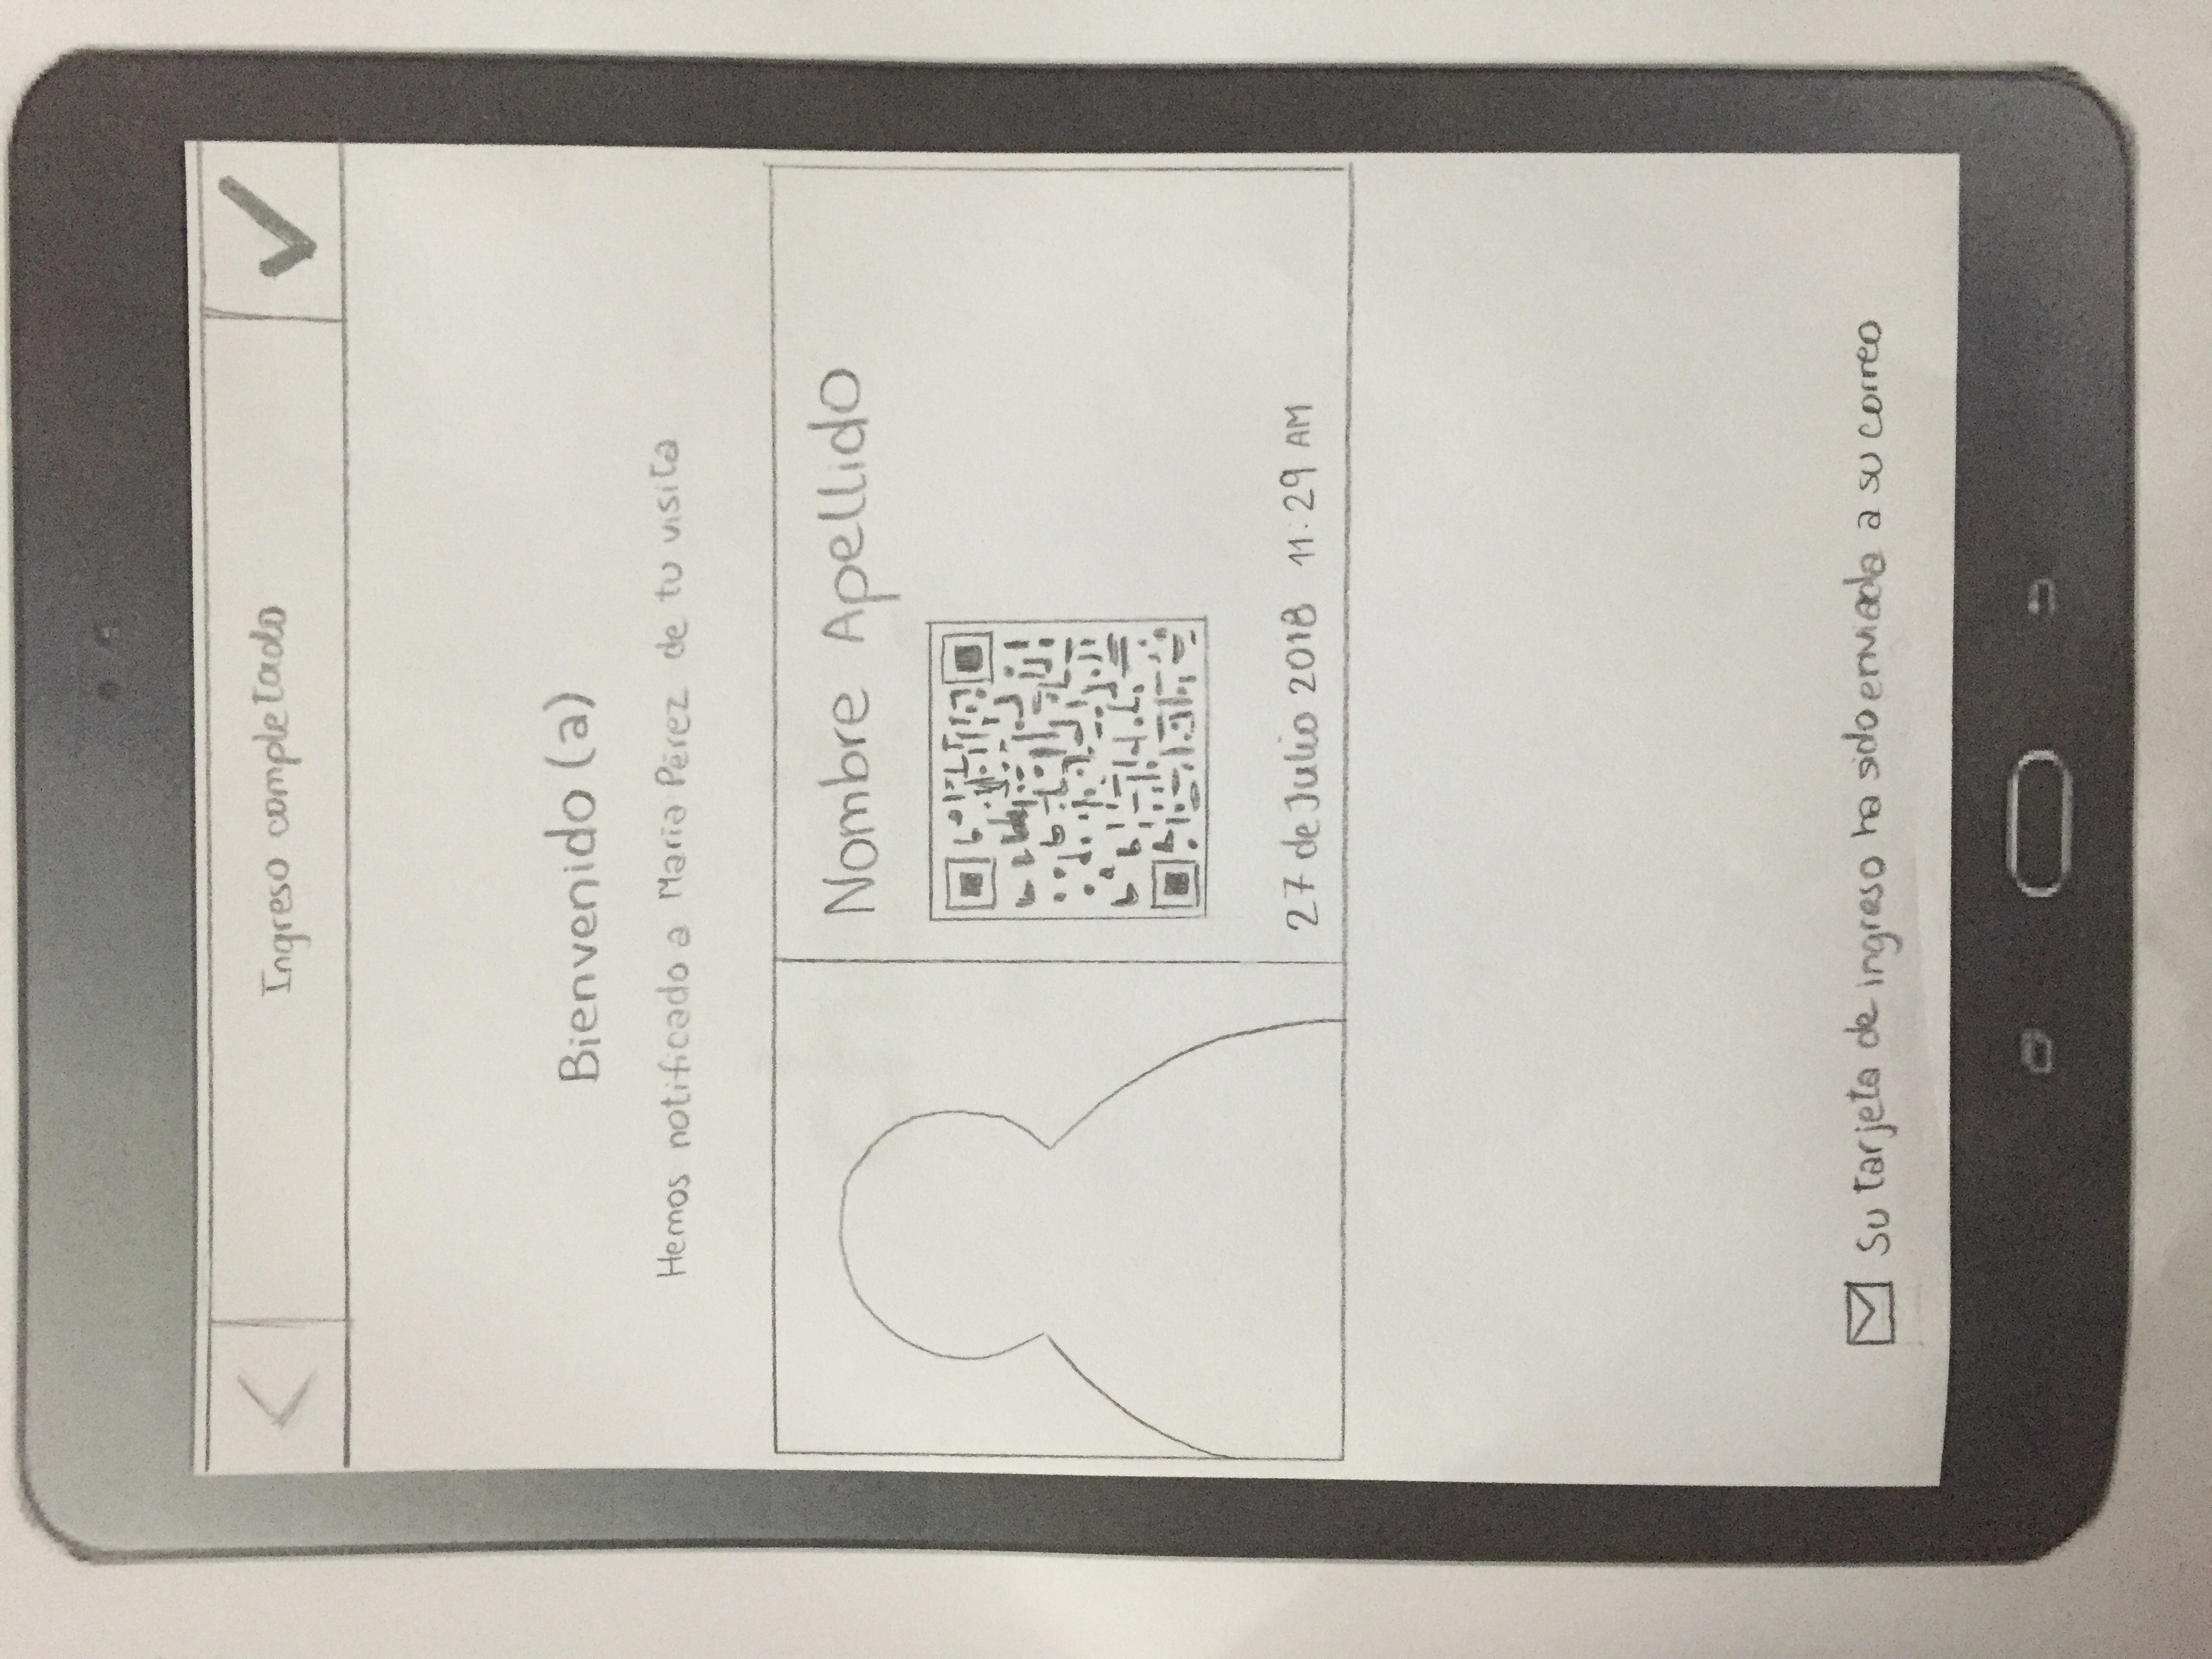 Ingreso completado
Bienvenido (a)
Hemos notificado a María Pérez de tu visita
Nombre Apellido
27 de Julio 2018 11:29 AM
Su tarjeta de ingreso ha sido enviada a su correo